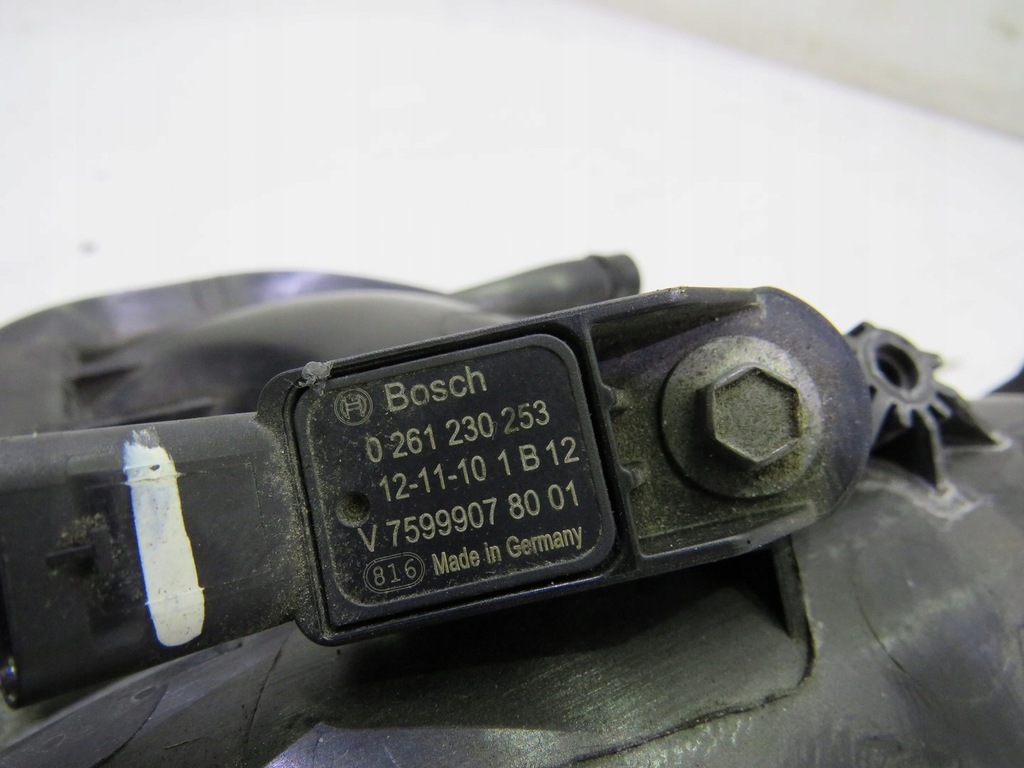 Bosch
0 261 230 253
12-11-10 1 B 12
V 7599907 80 01
816 Made in Germany